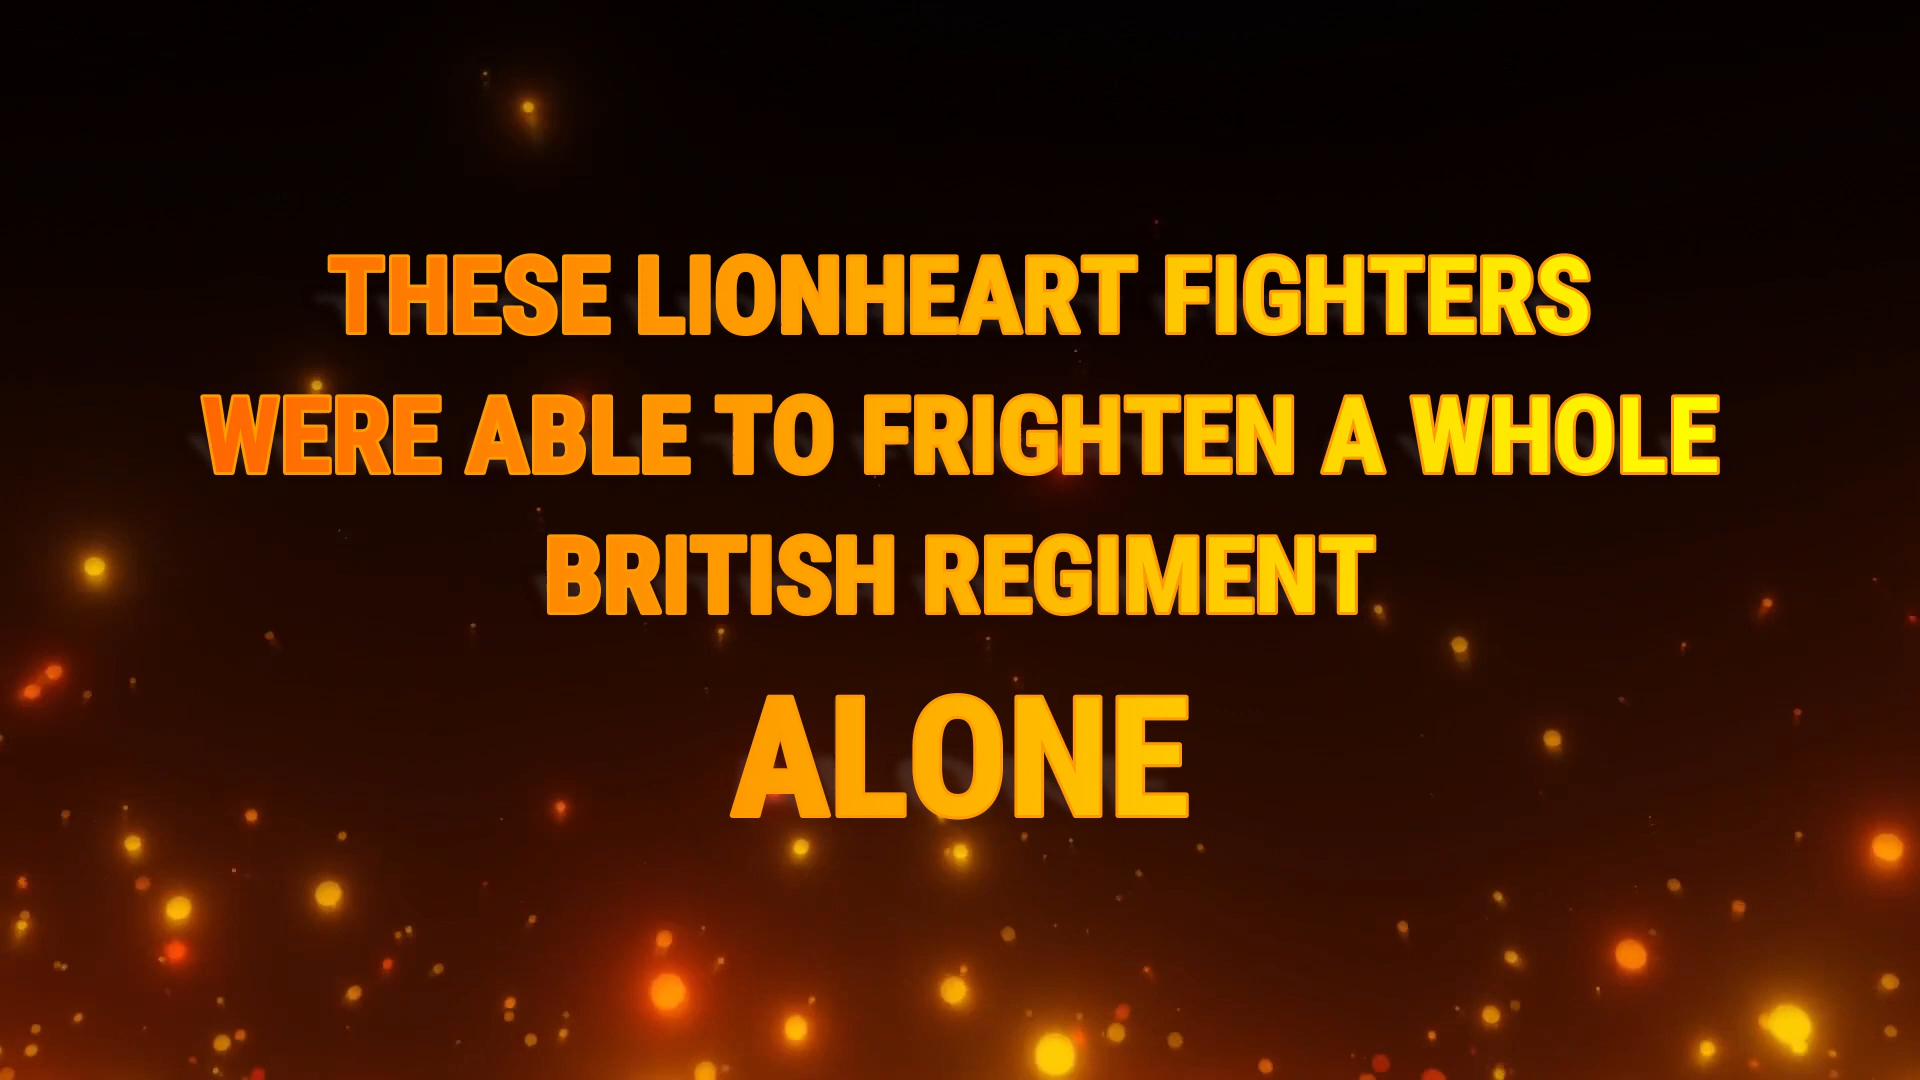 THESE LIONHEART FIGHTERS
WERE ABLE TO FRIGHTEN A WHOLE
BRITISH REGIMENT
ALONE